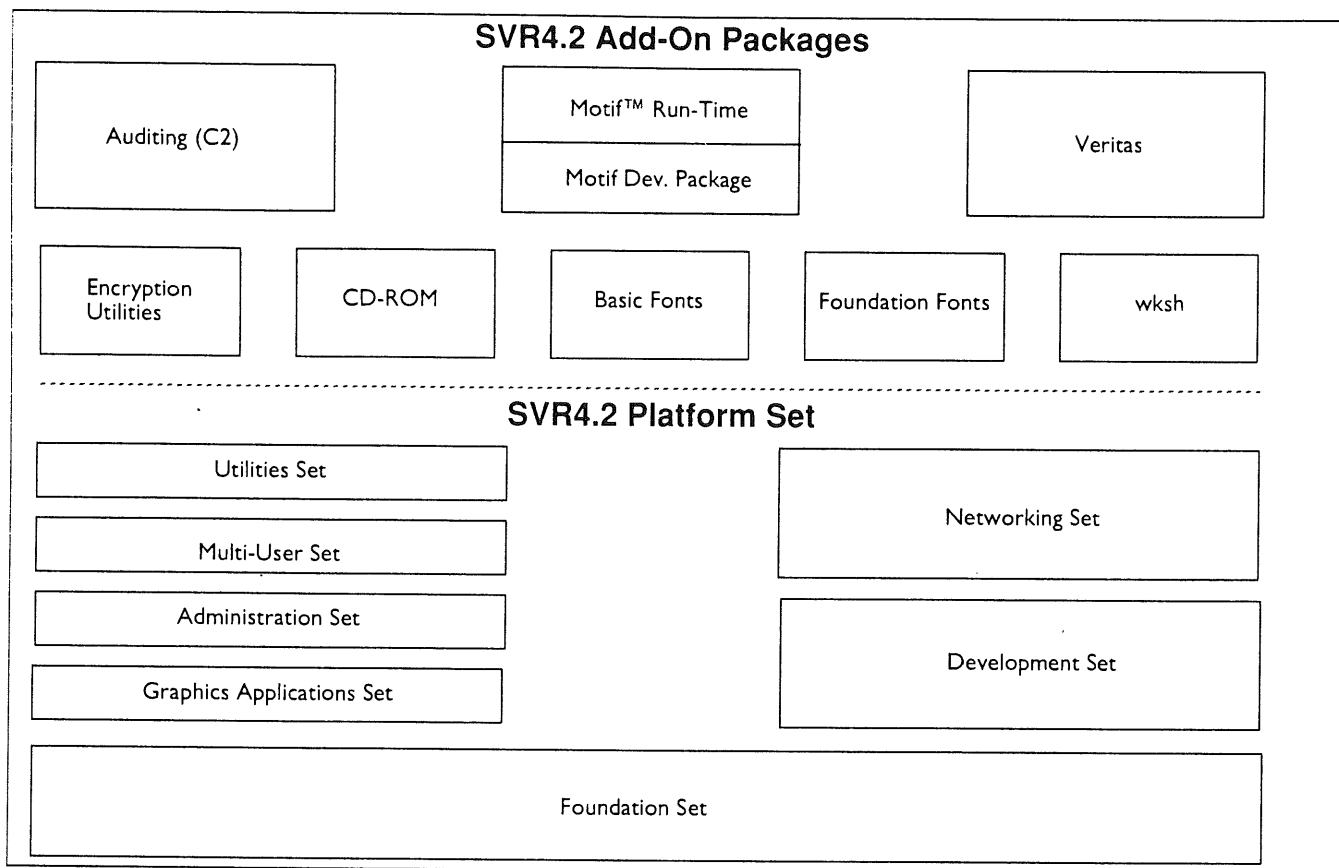 SVR4.2 Add-On Packages
Auditing (C2)
Motif™ Run-Time
Motif Dev. Package
Veritas
Encryption
Utilities
CD-ROM
Basic Fonts
Foundation Fonts
wksh
SVR4.2 Platform Set
Utilities Set
Multi-User Set
Administration Set
Graphics Applications Set
Networking Set
Development Set
Foundation Set